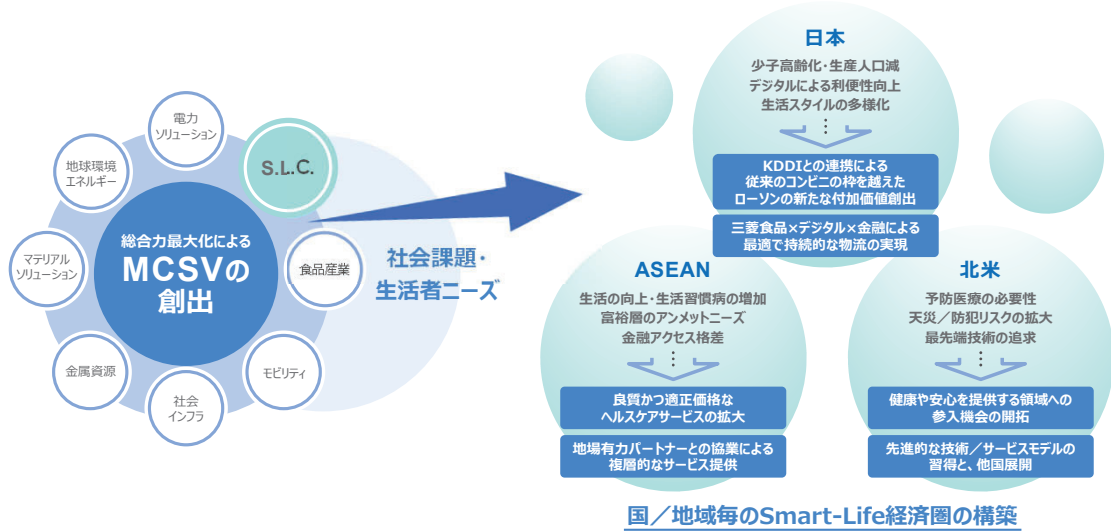 電力
ソリューション
地球環境
エネルギー
S.L.C.
マテリアル
ソリューション
総合力最大化による
MCSVの
創出
食品産業
金属資源
社会
インフラ
モビリティ
社会課題・
生活者ニーズ
日本
少子高齢化・生産人口減
デジタルによる利便性向上
生活スタイルの多様化
⋮
KDDIとの連携による
従来のコンビニの枠を越えた
ローソンの新たな付加価値創出
三菱食品×デジタル×金融による
最適で持続的な物流の実現
ASEAN
生活の向上・生活習慣病の増加
富裕層のアンメットニーズ
金融アクセス格差
⋮
良質かつ適正価格な
ヘルスケアサービスの拡大
地場有力パートナーとの協業による
複層的なサービス提供
北米
予防医療の必要性
天災／防犯リスクの拡大
最先端技術の追求
⋮
健康や安心を提供する領域への
参入機会の開拓
先進的な技術／サービスモデルの
習得と、他国展開
国／地域毎のSmart-Life経済圏の構築